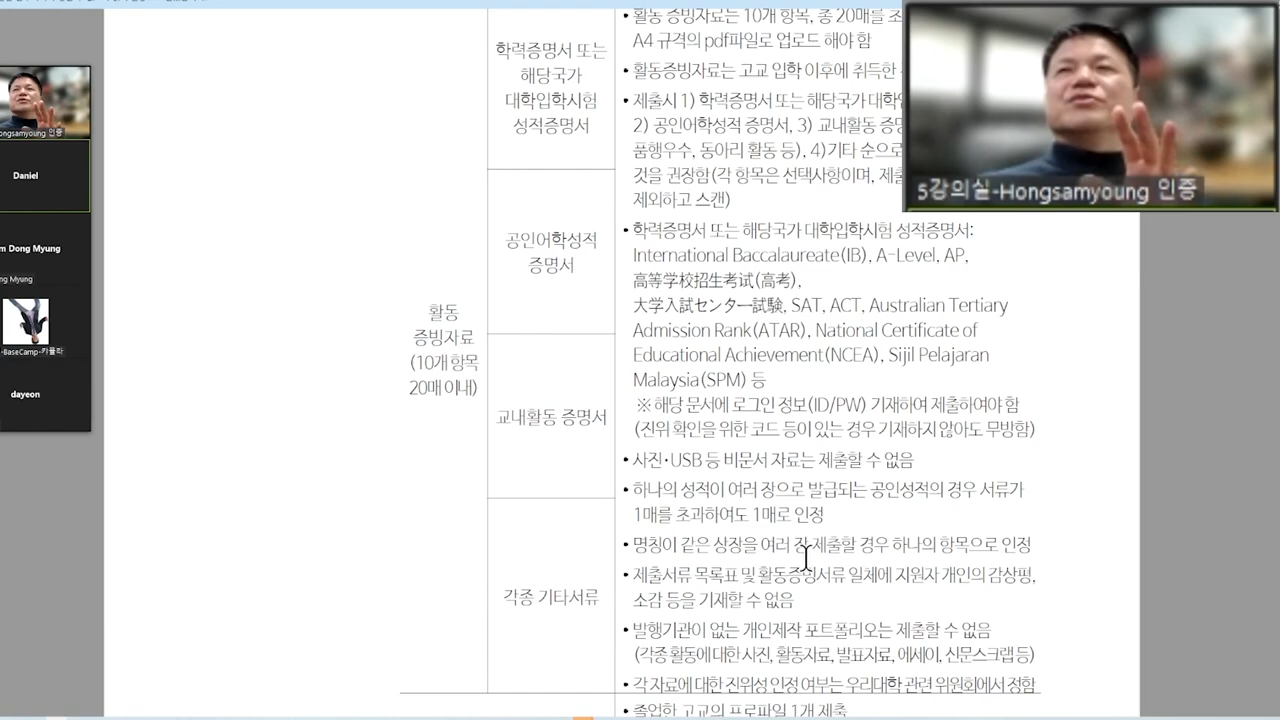 학력증명서 또는
해당국가
대학입학시험
성적증명서
공인어학성적
증명서
활동
증빙자료
(10개 항목
20매 이내)
교내활동 증명서
각종 기타서류
• 활동 증빙자료는 10개 항목, 총 20매를 초
A4 규격의 pdf파일로 업로드 해야 함
• 활동증빙자료는 고교 입학 이후에 취득한
• 제출시 1) 학력증명서 또는 해당국가 대학
2) 공인어학성적 증명서, 3) 교내활동 증명
품행우수, 동아리 활동 등), 4)기타 순으로
것을 권장함(각 항목은 선택사항이며, 제출
제외하고 스캔)
• 학력증명서 또는 해당국가 대학입학시험 성적증명서:
International Baccalaureate(IB), A-Level, AP,
高等学校招生考试(高考),
大学入試センター試験, SAT, ACT, Australian Tertiary
Admission Rank(ATAR), National Certificate of
Educational Achievement(NCEA), Sijil Pelajaran
Malaysia(SPM) 등
※ 해당 문서에 로그인 정보(ID/PW) 기재하여 제출하여야 함
(진위 확인을 위한 코드 등이 있는 경우 기재하지 않아도 무방함)
• 사진·USB 등 비문서 자료는 제출할 수 없음
• 하나의 성적이 여러 장으로 발급되는 공인성적의 경우 서류가
1매를 초과하여도 1매로 인정
• 명칭이 같은 상장을 여러 장 제출할 경우 하나의 항목으로 인정
• 제출서류 목록표 및 활동증빙서류 일체에 지원자 개인의 감상평,
소감 등을 기재할 수 없음
• 발행기관이 없는 개인제작 포트폴리오는 제출할 수 없음
(각종 활동에 대한 사진, 활동자료, 발표자료, 에세이, 신문스크랩 등)
• 각 자료에 대한 진위성 인정 여부는 우리대학 관련 위원회에서 정함
• 졸업한 고교의 프로파일 1개 제출
5강의실-Hongsamyoung 인증
ongsamyoung 인증
Daniel
m Dong Myung
ng Myung
-BaseCamp-카롤라
dayeon